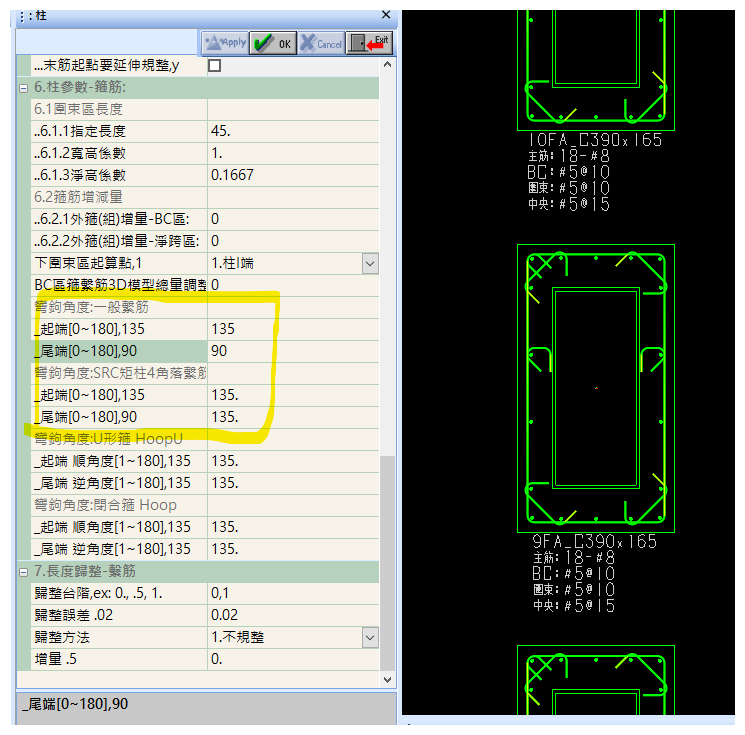 柱
Apply
OK
Cancel
Exit
...末筋起點要延伸規整,y
6.柱參數-箍筋:
6.1圍束區長度
..6.1.1指定長度 45.
..6.1.2寬高係數 1.
..6.1.3淨高係數 0.1667
6.2箍筋增減量
..6.2.1外箍(組)增量-BC區: 0
..6.2.2外箍(組)增量-淨跨區: 0
下圍束區起算點,1 1.柱I端
BC區箍繫筋3D模型總量調整 0
彎鉤角度:一般繫筋
_起端[0~180],135 135
_尾端[0~180],90 90
彎鉤角度:SRC矩柱4角落繫筋
_起端[0~180],135 135.
_尾端[0~180],90 135.
彎鉤角度:U形箍 HoopU
_起端 順角度[1~180],135 135.
_尾端 逆角度[1~180],135 135.
彎鉤角度:閉合箍 Hoop
_起端 順角度[1~180],135 135.
_尾端 逆角度[1~180],135 135.
7.長度歸整-繫筋
歸整台階,ex: 0., .5, 1. 0,1
歸整誤差 .02 0.02
歸整方法 1.不規整
增量 .5 0.
_尾端[0~180],90
10FA_C390x165
主筋:18-#8
BC:#5@10
圍束:#5@10
中央:#5@15
9FA_C390x165
主筋:18-#8
BC:#5@10
圍束:#5@10
中央:#5@15